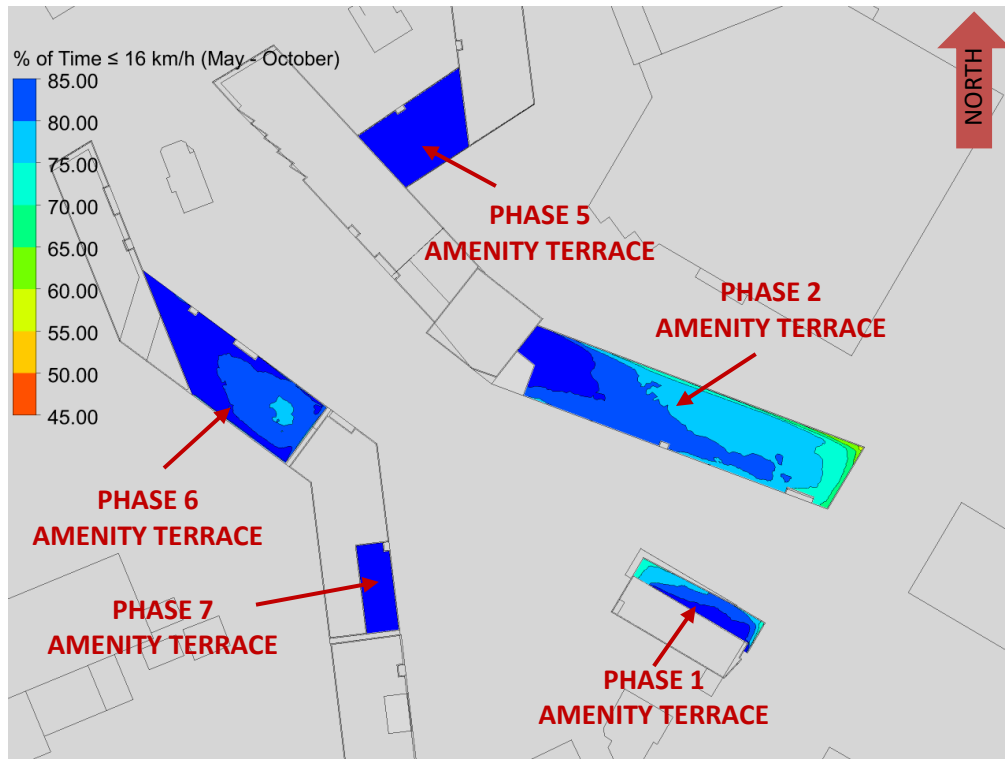 % of Time ≤ 16 km/h (May - October)
85.00
80.00
75.00
70.00
65.00
60.00
55.00
50.00
45.00
NORTH
PHASE 5
AMENITY TERRACE
PHASE 2
AMENITY TERRACE
PHASE 6
AMENITY TERRACE
PHASE 7
AMENITY TERRACE
PHASE 1
AMENITY TERRACE